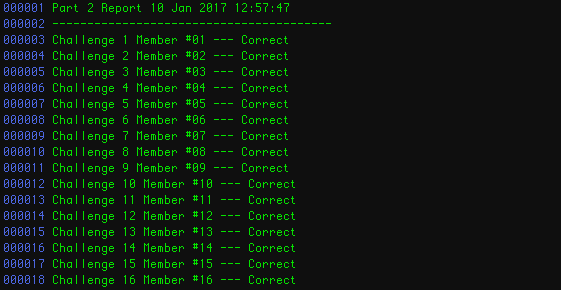 000001 Part 2 Report 10 Jan 2017 12:57:47
000002 ----------------------------------------
000003 Challenge 1 Member #01 --- Correct
000004 Challenge 2 Member #02 --- Correct
000005 Challenge 3 Member #03 --- Correct
000006 Challenge 4 Member #04 --- Correct
000007 Challenge 5 Member #05 --- Correct
000008 Challenge 6 Member #06 --- Correct
000009 Challenge 7 Member #07 --- Correct
000010 Challenge 8 Member #08 --- Correct
000011 Challenge 9 Member #09 --- Correct
000012 Challenge 10 Member #10 --- Correct
000013 Challenge 11 Member #11 --- Correct
000014 Challenge 12 Member #12 --- Correct
000015 Challenge 13 Member #13 --- Correct
000016 Challenge 14 Member #14 --- Correct
000017 Challenge 15 Member #15 --- Correct
000018 Challenge 16 Member #16 --- Correct